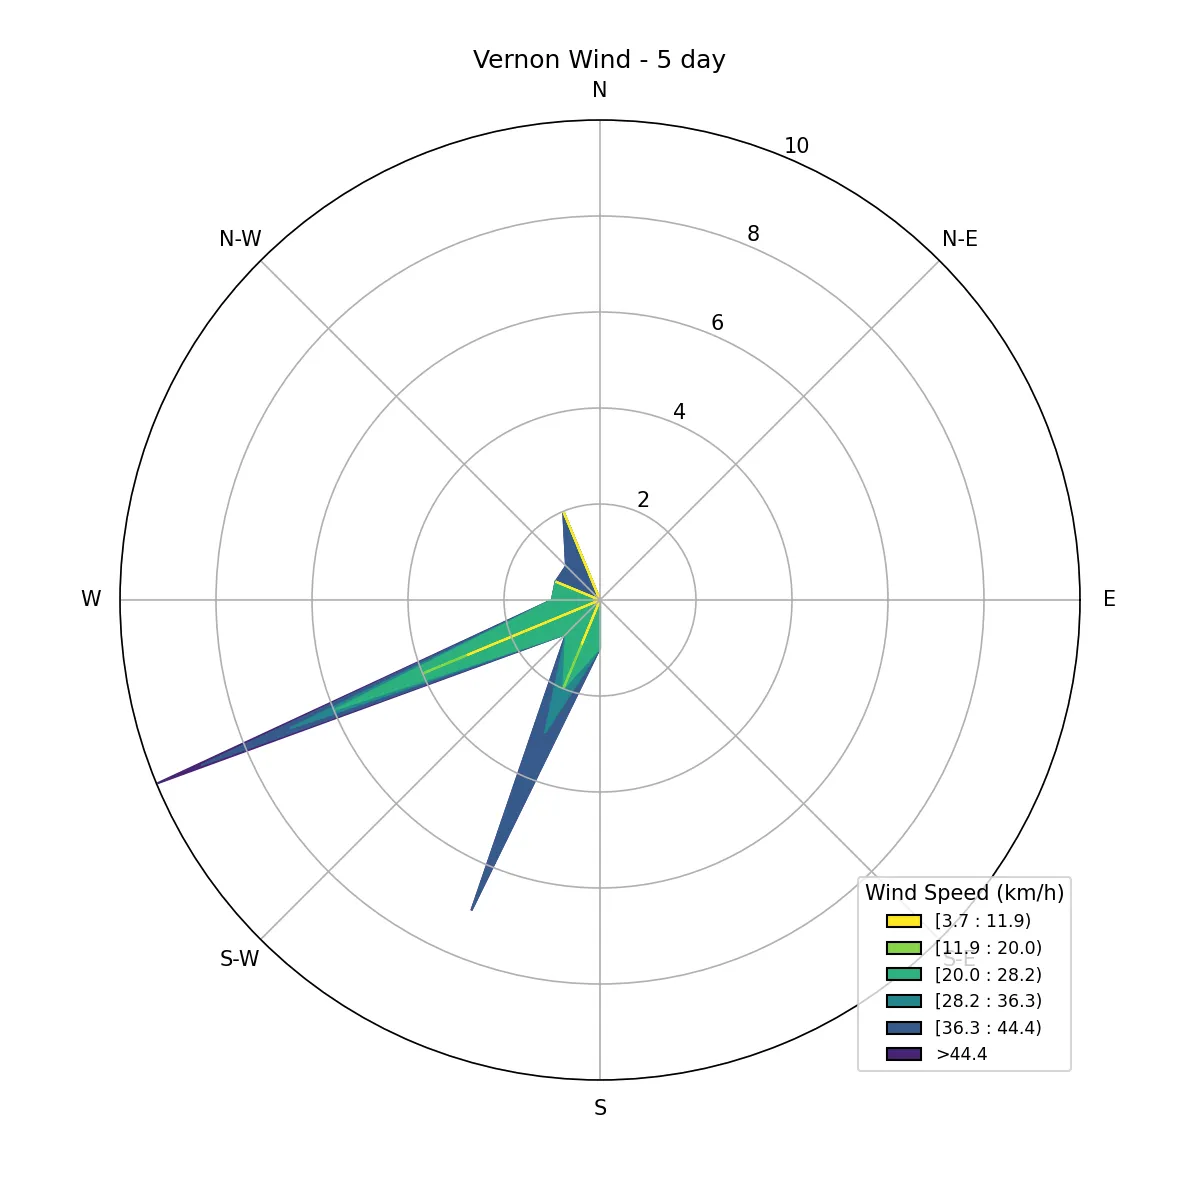 Vernon Wind - 5 day
N
10
N-W
8
N-E
6
4
2
W
E
S-W
S-E
Wind Speed (km/h)
[3.7 : 11.9)
[11.9 : 20.0)
[20.0 : 28.2)
[28.2 : 36.3)
[36.3 : 44.4)
>44.4
S